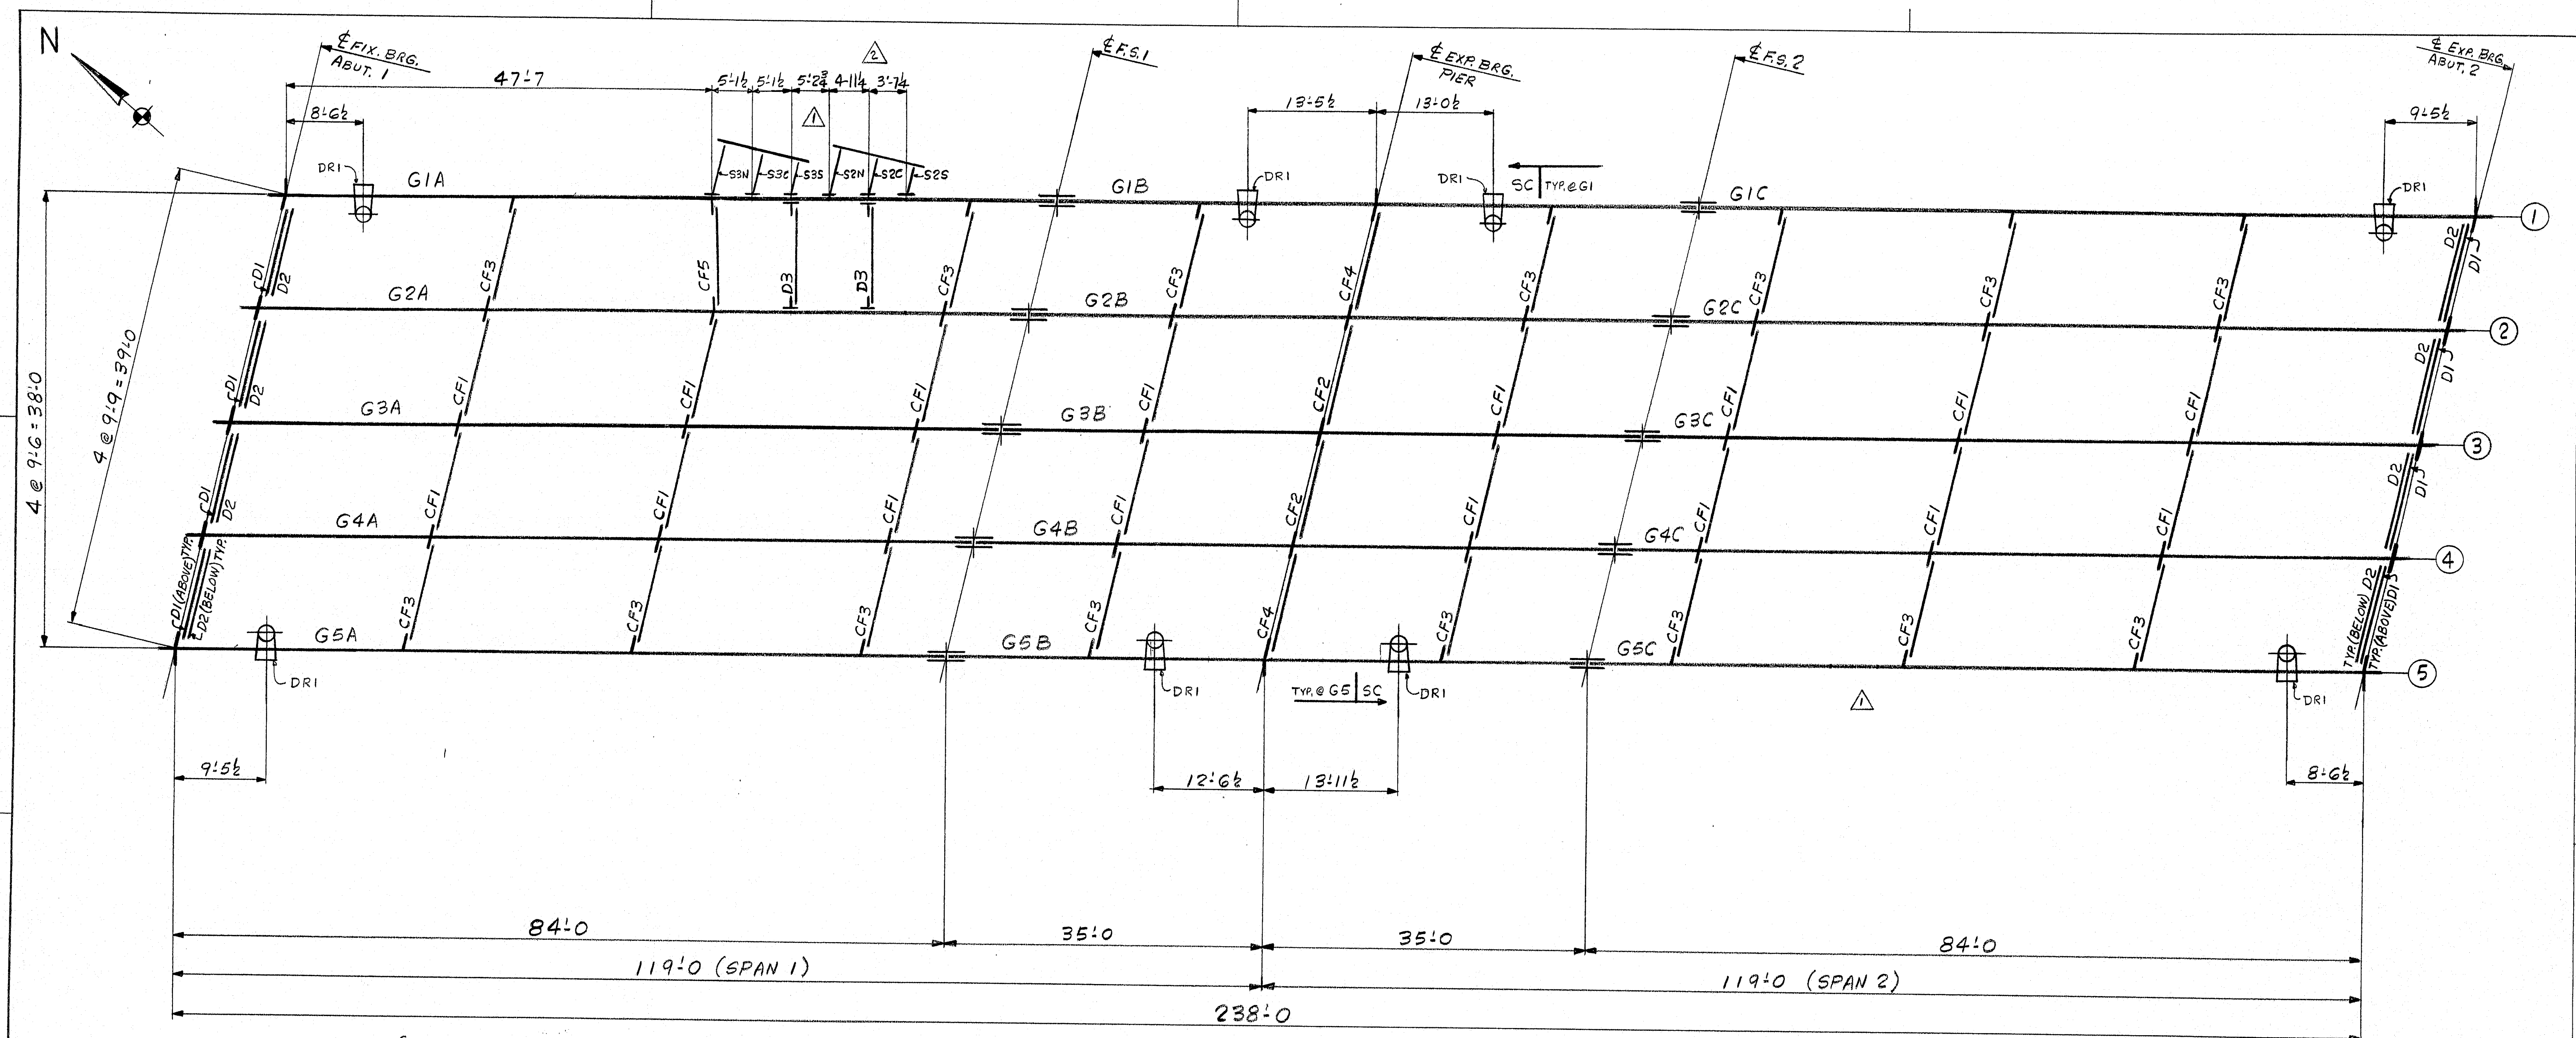 N
℄ FIX. BRG.
ABUT. 1
℄ F.S. 1
℄ EXP. BRG.
PIER
℄ F.S. 2
℄ EXP. BRG.
ABUT. 2
2
47'-7
5'-1½ 5'-1½ 5'-2¾ 4'-11¼ 3'-7¼
1
8'-6½
13'-5½ 13'-0½
9'-5½
DR1
S3N S3C S3S S2N S2C S2S
DR1
DR1
SC TYP. @ G1
DR1
G1A
G1B
G1C
1
D1
D2
CF3
CF5
D3
D3
CF3
CF3
CF4
CF3
CF3
CF3
CF3
D2
D1
G2A
G2B
G2C
2
4 @ 9'-6 = 38'-0
4 @ 9'-9 = 39'-0
D1
D2
CF1
CF1
CF1
CF1
CF2
CF1
CF1
CF1
CF1
D2
D1
G3A
G3B
G3C
3
D1
D2
CF1
CF1
CF1
CF1
CF2
CF1
CF1
CF1
CF1
D2
D1
G4A
G4B
G4C
4
D1 (ABOVE) TYP.
D2 (BELOW) TYP.
CF3
CF3
CF3
CF3
CF4
CF3
CF3
CF3
CF3
TYP. (BELOW) D2
TYP. (ABOVE) D1
G5A
G5B
G5C
5
DR1
DR1
TYP. @ G5 SC
DR1
1
DR1
9'-5½
12'-6½ 13'-11½
8'-6½
84'-0
35'-0
35'-0
84'-0
119'-0 (SPAN 1)
119'-0 (SPAN 2)
238'-0